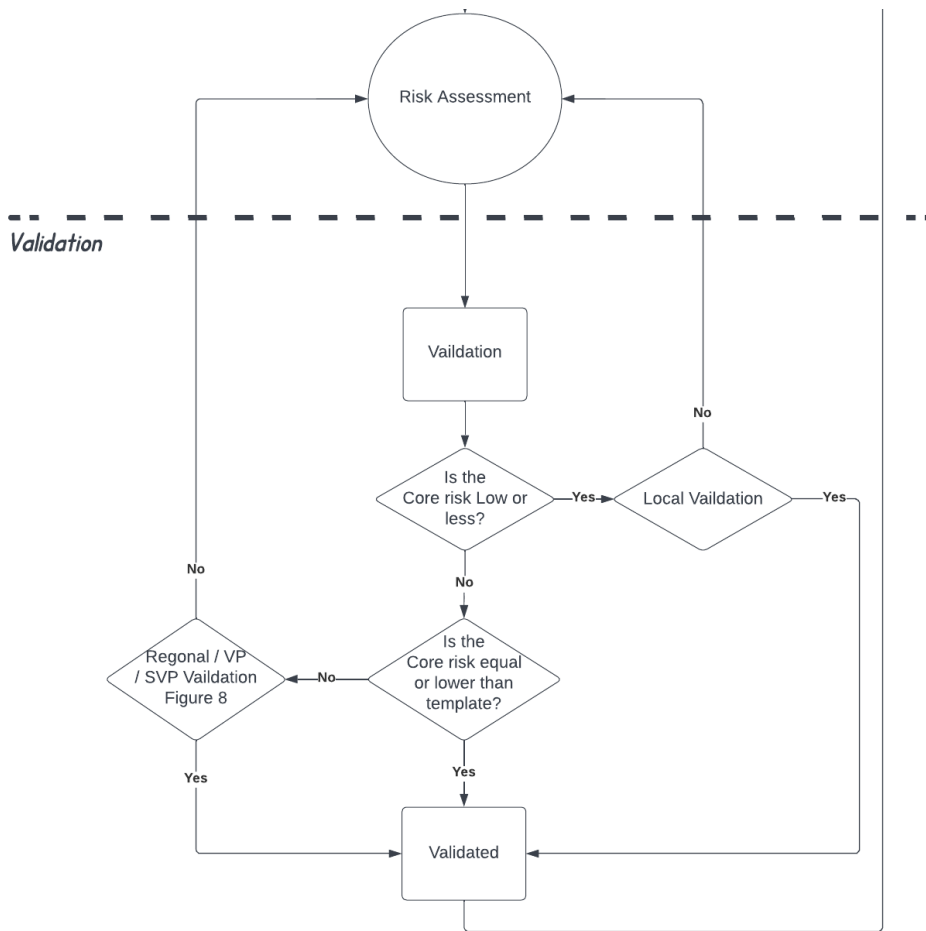 Risk Assessment
Validation
Vaildation
No
Is the
Core risk Low or
less?
Yes
Local Vaildation
Yes
No
No
Is the
Core risk equal
or lower than
template?
No
Regonal / VP
/ SVP Vaildation
Figure 8
Yes
Yes
Validated